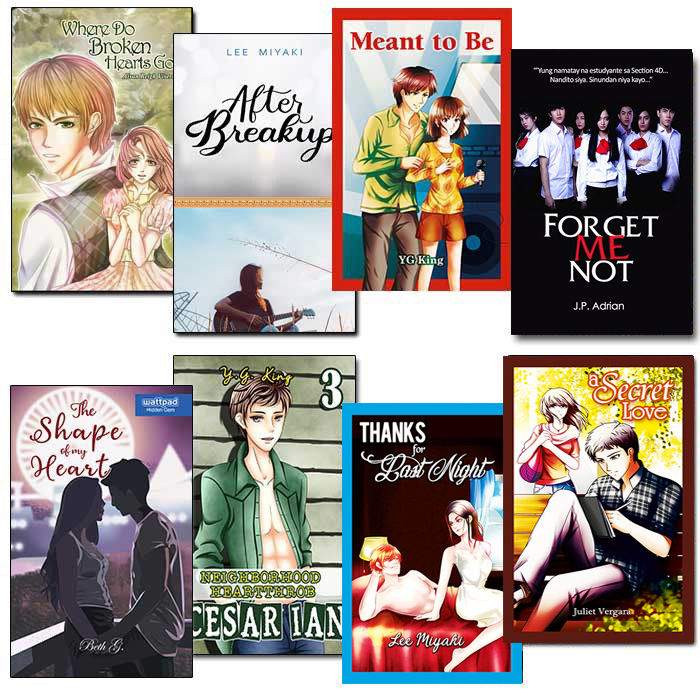 Where Do
Broken
Hearts Go
LEE MIYAKI
After
Breakup
Meant to Be
YG King
"'Yung namatay na estudyante sa Section 4D...
Nandito siya. Sinundan niya kayo..."
FORGET
ME
NOT
J.P. Adrian
wattpad
Hidden Gem
The
Shape
of my
Heart
Beth G.
Y.G. King
3
NEIGHBORHOOD
HEARTTHROB
CESAR IAN
THANKS
for
Last Night
Lee Miyaki
a Secret
Love
Juliet Vergara